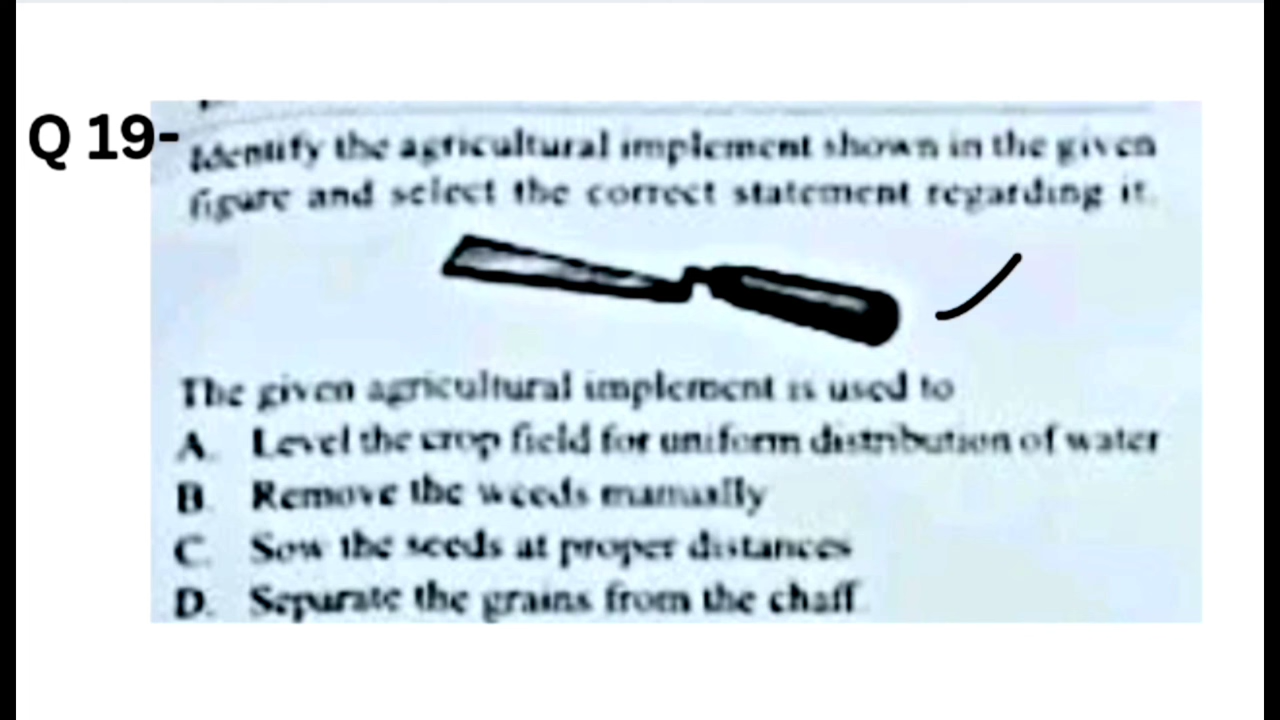 Q 19-
Identify the agricultural implement shown in the given
figure and select the correct statement regarding it.
The given agricultural implement is used to
A. Level the crop field for uniform distribution of water
B. Remove the weeds manually
C. Sow the seeds at proper distances
D. Separate the grains from the chaff